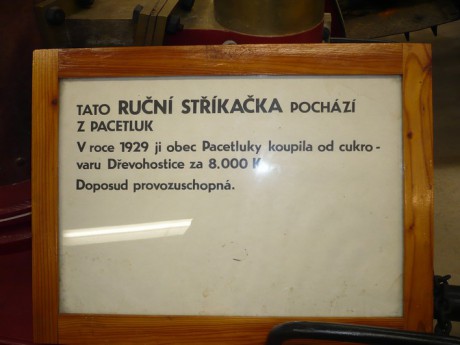 TATO RUČNÍ STŘÍKAČKA POCHÁZÍ
Z PACETLUK
V roce 1929 ji obec Pacetluky koupila od cukro-
varu Dřevohostice za 8.000 K
Doposud provozuschopná.